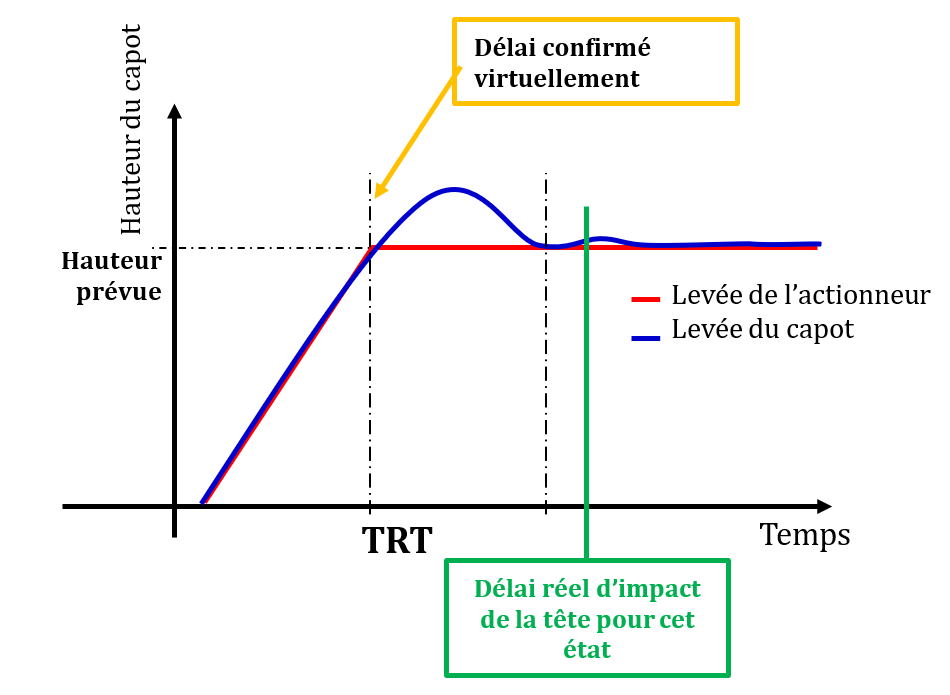 Délai confirmé
virtuellement
Hauteur du capot
Hauteur
prévue
Levée de l’actionneur
Levée du capot
TRT
Temps
Délai réel d’impact
de la tête pour cet
état